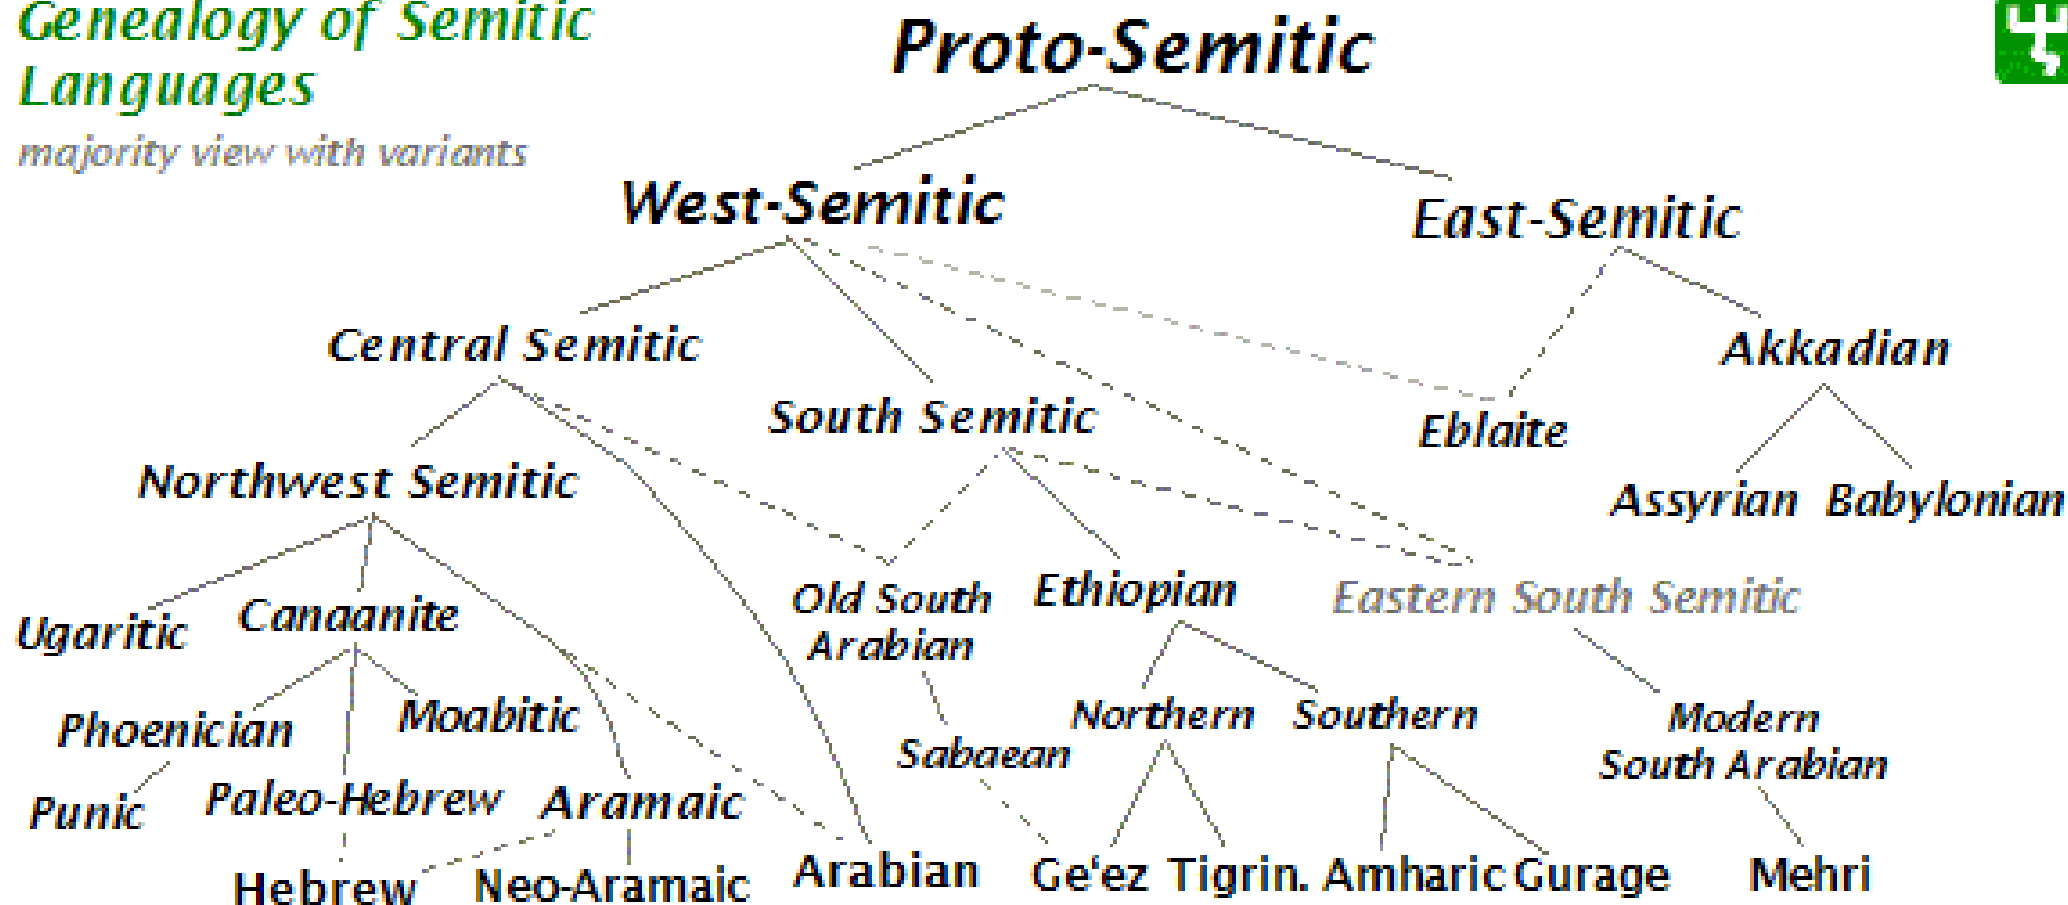 Genealogy of Semitic
Languages
majority view with variants
Proto-Semitic
West-Semitic
East-Semitic
Central Semitic
Akkadian
South Semitic
Eblaite
Northwest Semitic
Assyrian
Babylonian
Ugaritic
Canaanite
Old South
Arabian
Ethiopian
Eastern South Semitic
Phoenician
Moabitic
Northern
Southern
Modern
South Arabian
Sabaean
Punic
Paleo-Hebrew
Aramaic
Hebrew
Neo-Aramaic
Arabian
Ge'ez
Tigrin.
Amharic
Gurage
Mehri